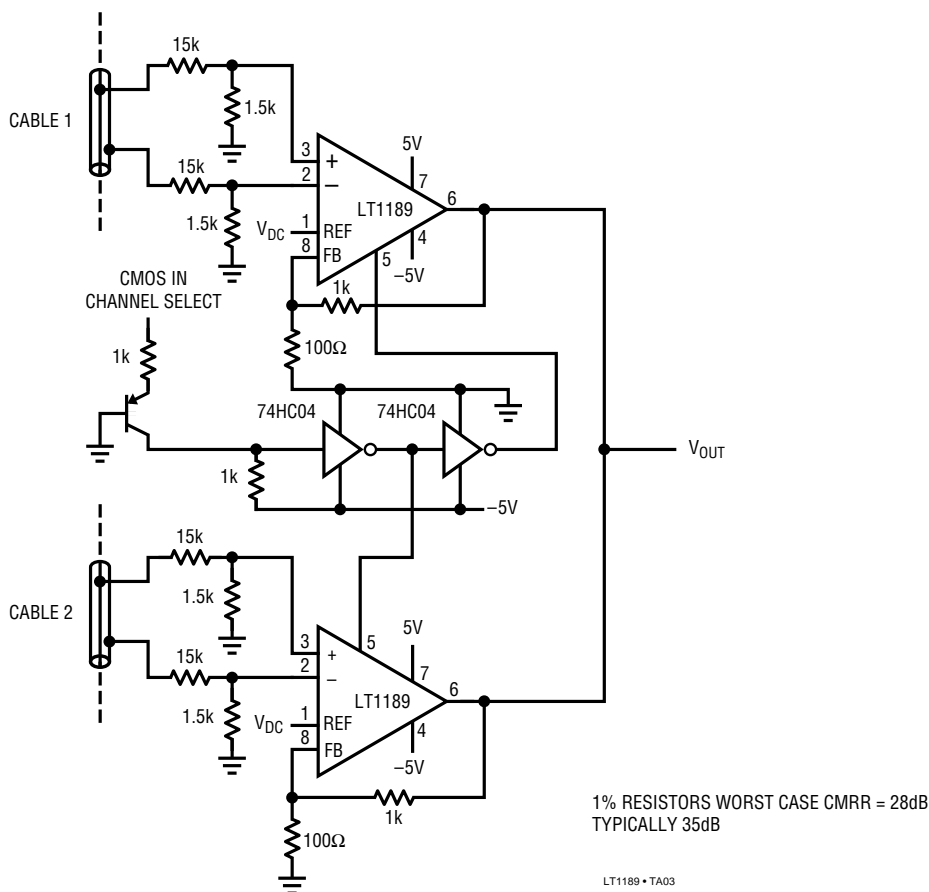 15k
1.5k
CABLE 1
15k
1.5k
3
+
2
−
LT1189
1
REF
VDC
8
FB
5V
7
6
4
−5V
5
1k
100Ω
CMOS IN
CHANNEL SELECT
1k
74HC04
74HC04
1k
−5V
VOUT
15k
1.5k
CABLE 2
15k
1.5k
5
3
+
2
−
LT1189
1
REF
VDC
8
FB
5V
7
6
4
−5V
1k
100Ω
1% RESISTORS WORST CASE CMRR = 28dB
TYPICALLY 35dB
LT1189 • TA03